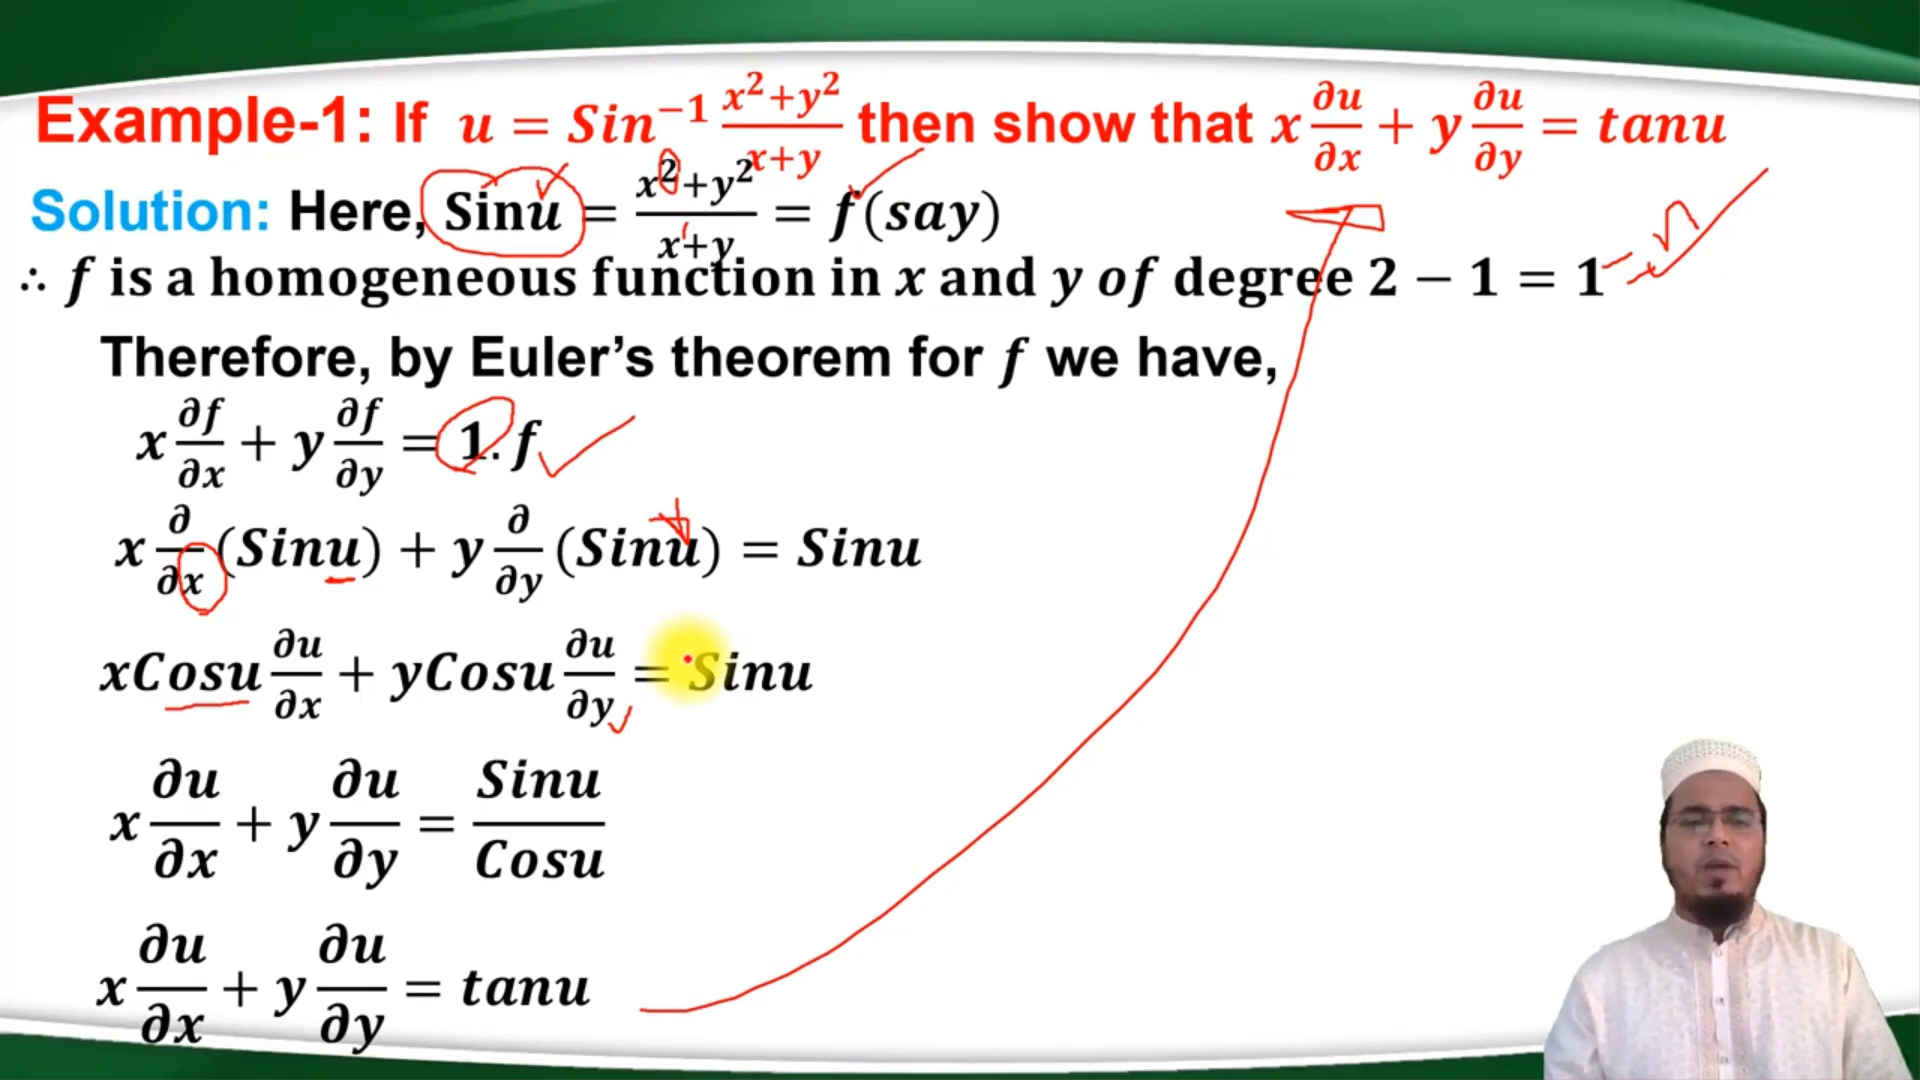 Example-1: If u = Sin⁻¹ (x²+y²)/(x+y) then show that x ∂u/∂x + y ∂u/∂y = tanu
Solution: Here, Sinu = (x²+y²)/(x+y) = f(say)
∴ f is a homogeneous function in x and y of degree 2 − 1 = 1 = n
Therefore, by Euler’s theorem for f we have,
x ∂f/∂x + y ∂f/∂y = 1. f
x ∂/∂x (Sinu) + y ∂/∂y (Sinu) = Sinu
xCosu ∂u/∂x + yCosu ∂u/∂y = Sinu
x ∂u/∂x + y ∂u/∂y = Sinu/Cosu
x ∂u/∂x + y ∂u/∂y = tanu